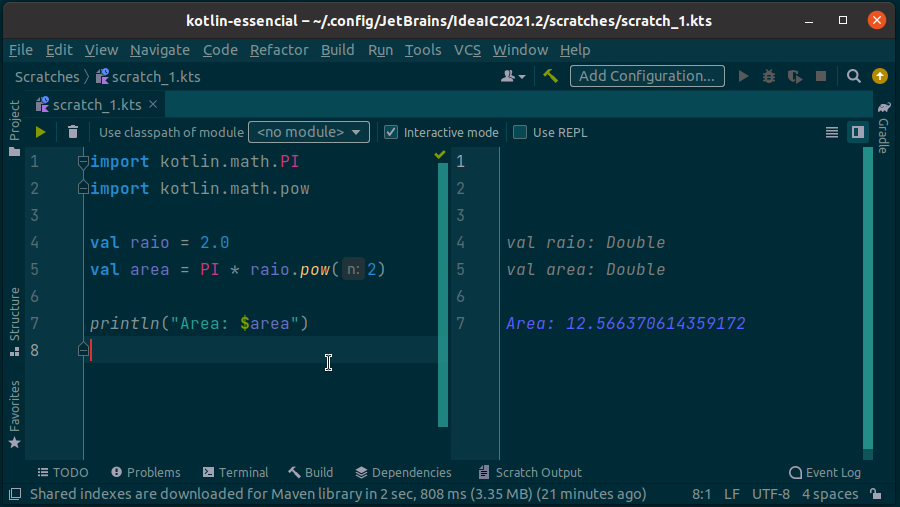 kotlin-essencial – ~/.config/JetBrains/IdeaIC2021.2/scratches/scratch_1.kts
File Edit View Navigate Code Refactor Build Run Tools VCS Window Help
Scratches scratch_1.kts Add Configuration...
Project
scratch_1.kts
Gradle
Use classpath of module <no module> Interactive mode Use REPL
1 import kotlin.math.PI
2 import kotlin.math.pow
3
4 val raio = 2.0
5 val area = PI * raio.pow( n: 2)
6
7 println("Area: $area")
8
1
2
3
4 val raio: Double
5 val area: Double
6
7 Area: 12.566370614359172
Structure
Favorites
TODO Problems Terminal Build Dependencies Scratch Output Event Log
Shared indexes are downloaded for Maven library in 2 sec, 808 ms (3.35 MB) (21 minutes ago) 8:1 LF UTF-8 4 spaces